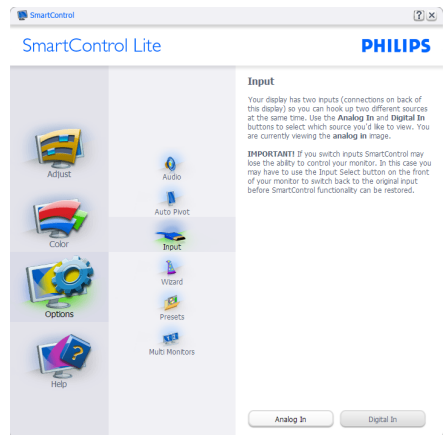 SmartControl
SmartControl Lite
PHILIPS
Adjust
Color
Options
Help
Audio
Auto Pivot
Input
Wizard
Presets
Multi Monitors
Input
Your display has two inputs (connections on back of
this display) so you can hook up two different sources
at the same time. Use the Analog In and Digital In
buttons to select which source you'd like to view. You
are currently viewing the analog in image.
IMPORTANT! If you switch inputs SmartControl may
lose the ability to control your monitor. In this case you
may have to use the Input Select button on the front
of your monitor to switch back to the original input
before SmartControl functionality can be restored.
Analog In
Digital In